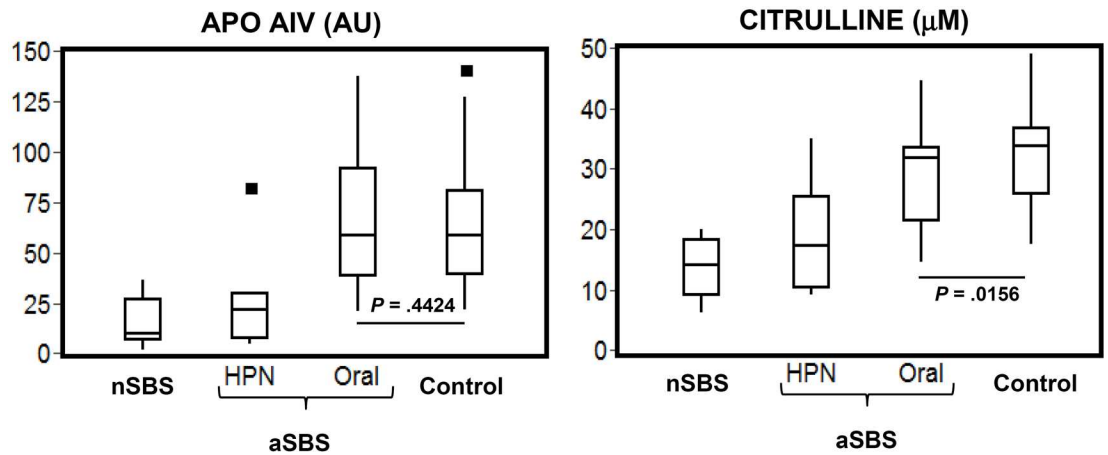 APO AIV (AU)
150
125
100
75
50
25
0
P = .4424
nSBS
HPN
Oral
Control
aSBS
CITRULLINE (μM)
50
40
30
20
10
0
P = .0156
nSBS
HPN
Oral
Control
aSBS